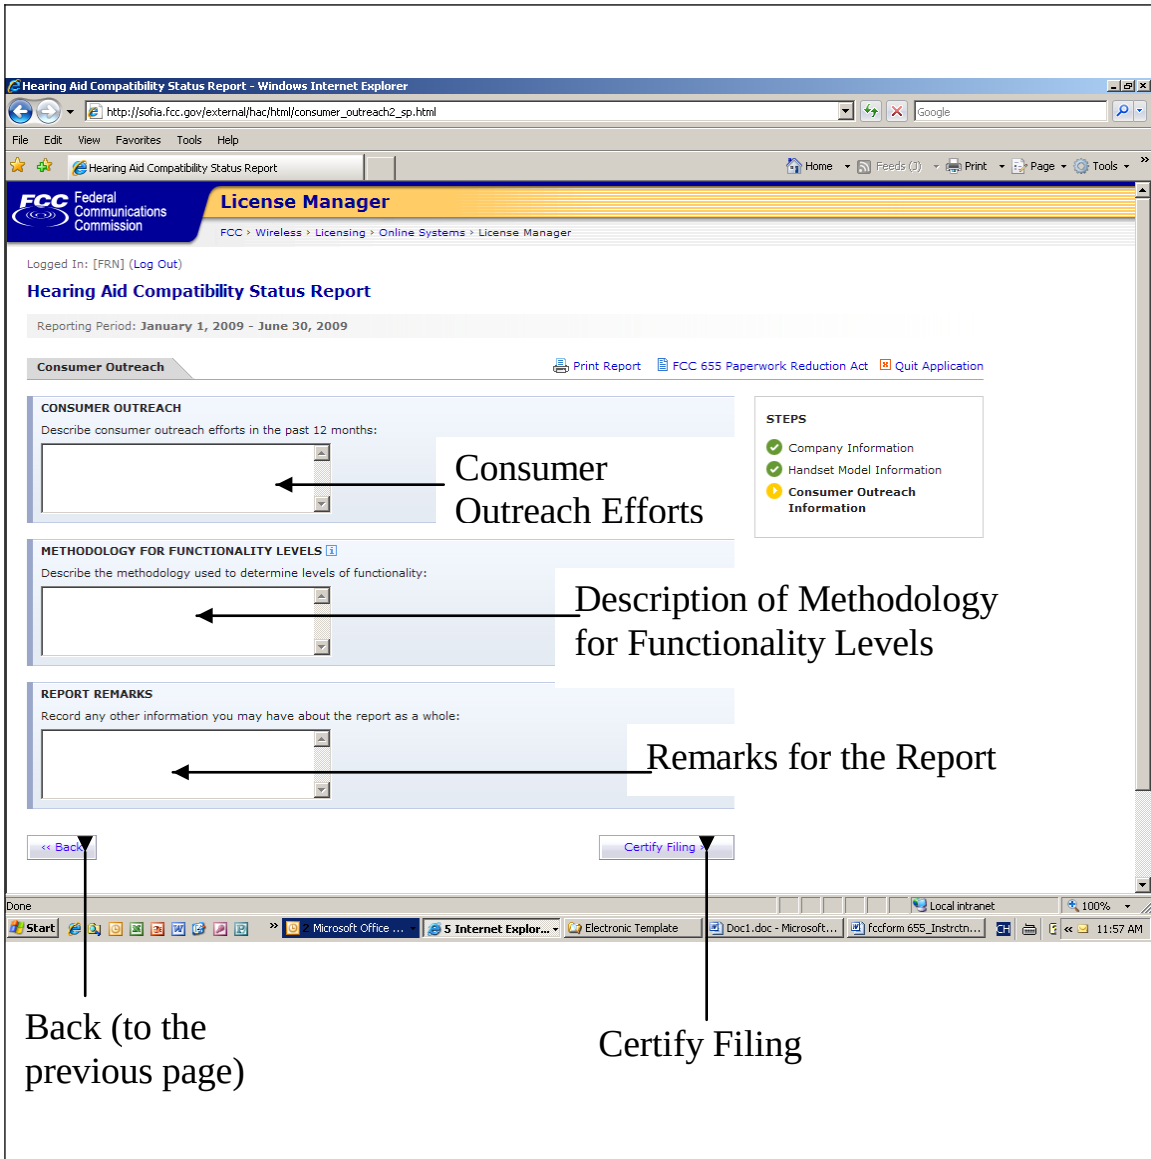 Hearing Aid Compatibility Status Report - Windows Internet Explorer
http://sofia.fcc.gov/external/hac/html/consumer_outreach2_sp.html
Google
File Edit View Favorites Tools Help
Hearing Aid Compatibility Status Report
Home Feeds (J) Print Page Tools »
FCC Federal Communications Commission
License Manager
FCC > Wireless > Licensing > Online Systems > License Manager
Logged In: [FRN] (Log Out)
Hearing Aid Compatibility Status Report
Reporting Period: January 1, 2009 - June 30, 2009
Consumer Outreach
Print Report FCC 655 Paperwork Reduction Act Quit Application
CONSUMER OUTREACH
Describe consumer outreach efforts in the past 12 months:
Consumer
Outreach Efforts
STEPS
Company Information
Handset Model Information
Consumer Outreach
Information
METHODOLOGY FOR FUNCTIONALITY LEVELS
Describe the methodology used to determine levels of functionality:
Description of Methodology
for Functionality Levels
REPORT REMARKS
Record any other information you may have about the report as a whole:
Remarks for the Report
<< Back
Certify Filing
Done
Local intranet
100%
Start » 2 Microsoft Office ... 5 Internet Explor... Electronic Template Doc1.doc - Microsoft... fccform 655_Instrctn... CH « 11:57 AM
Back (to the
previous page)
Certify Filing